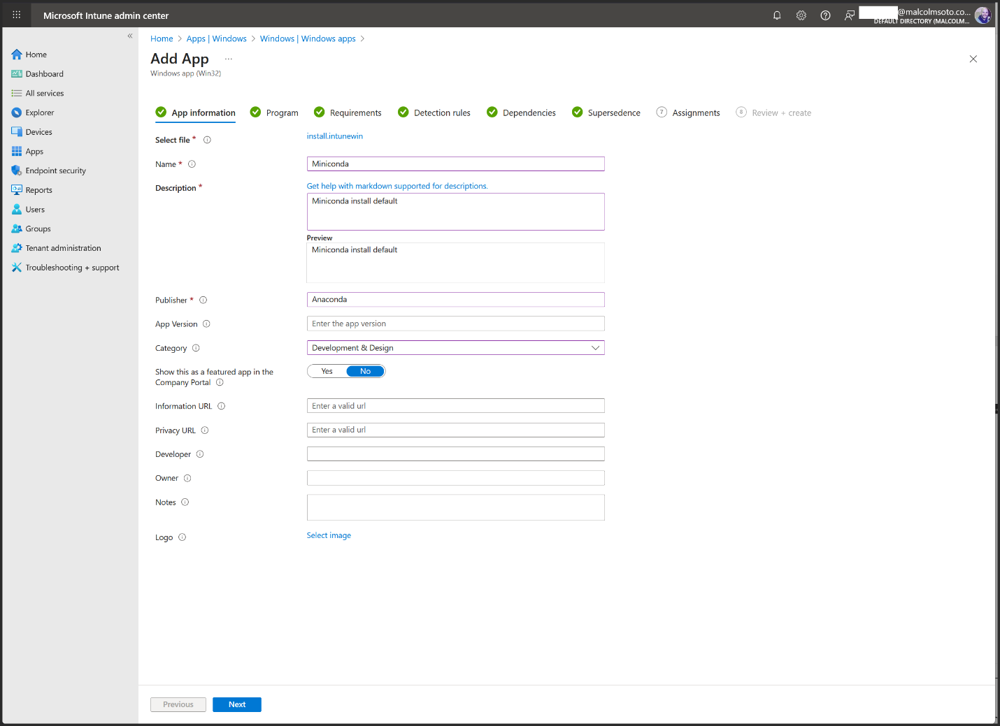 Microsoft Intune admin center
@malcolmsoto.co...
DEFAULT DIRECTORY (MALCOLM...
«
Home
Dashboard
All services
Explorer
Devices
Apps
Endpoint security
Reports
Users
Groups
Tenant administration
Troubleshooting + support
Home > Apps | Windows > Windows | Windows apps >
Add App ...
Windows app (Win32)
App information Program Requirements Detection rules Dependencies Supersedence 7 Assignments 8 Review + create
Select file * install.intunewin
Name * Miniconda
Description * Get help with markdown supported for descriptions.
Miniconda install default
Preview
Miniconda install default
Publisher * Anaconda
App Version Enter the app version
Category Development & Design
Show this as a featured app in the
Company Portal
Yes No
Information URL Enter a valid url
Privacy URL Enter a valid url
Developer
Owner
Notes
Logo Select image
Previous Next